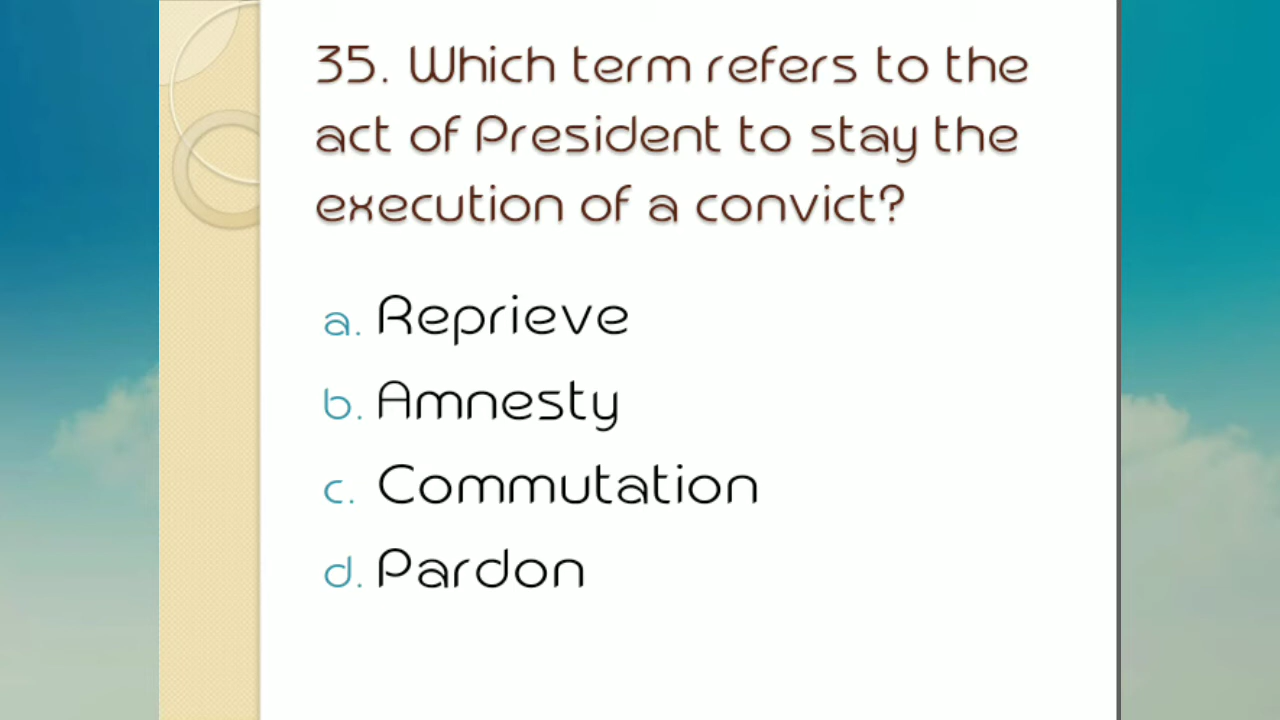 35. Which term refers to the
act of President to stay the
execution of a convict?
a. Reprieve
b. Amnesty
c. Commutation
d. Pardon